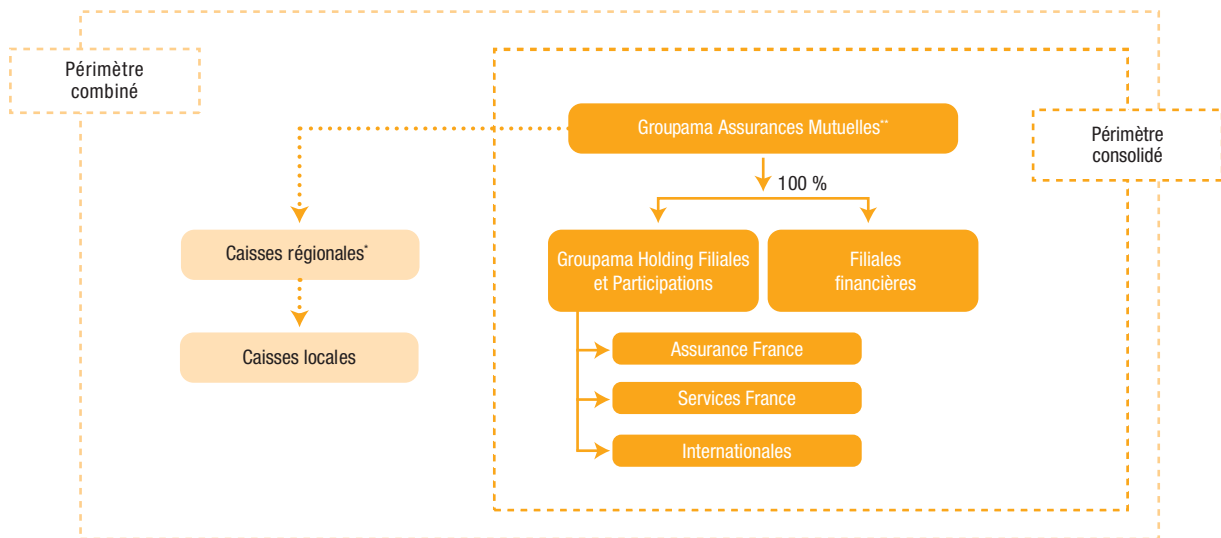 Périmètre
combiné
Groupama Assurances Mutuelles**
Périmètre
consolidé
100 %
Caisses régionales*
Groupama Holding Filiales
et Participations
Filiales
financières
Caisses locales
Assurance France
Services France
Internationales